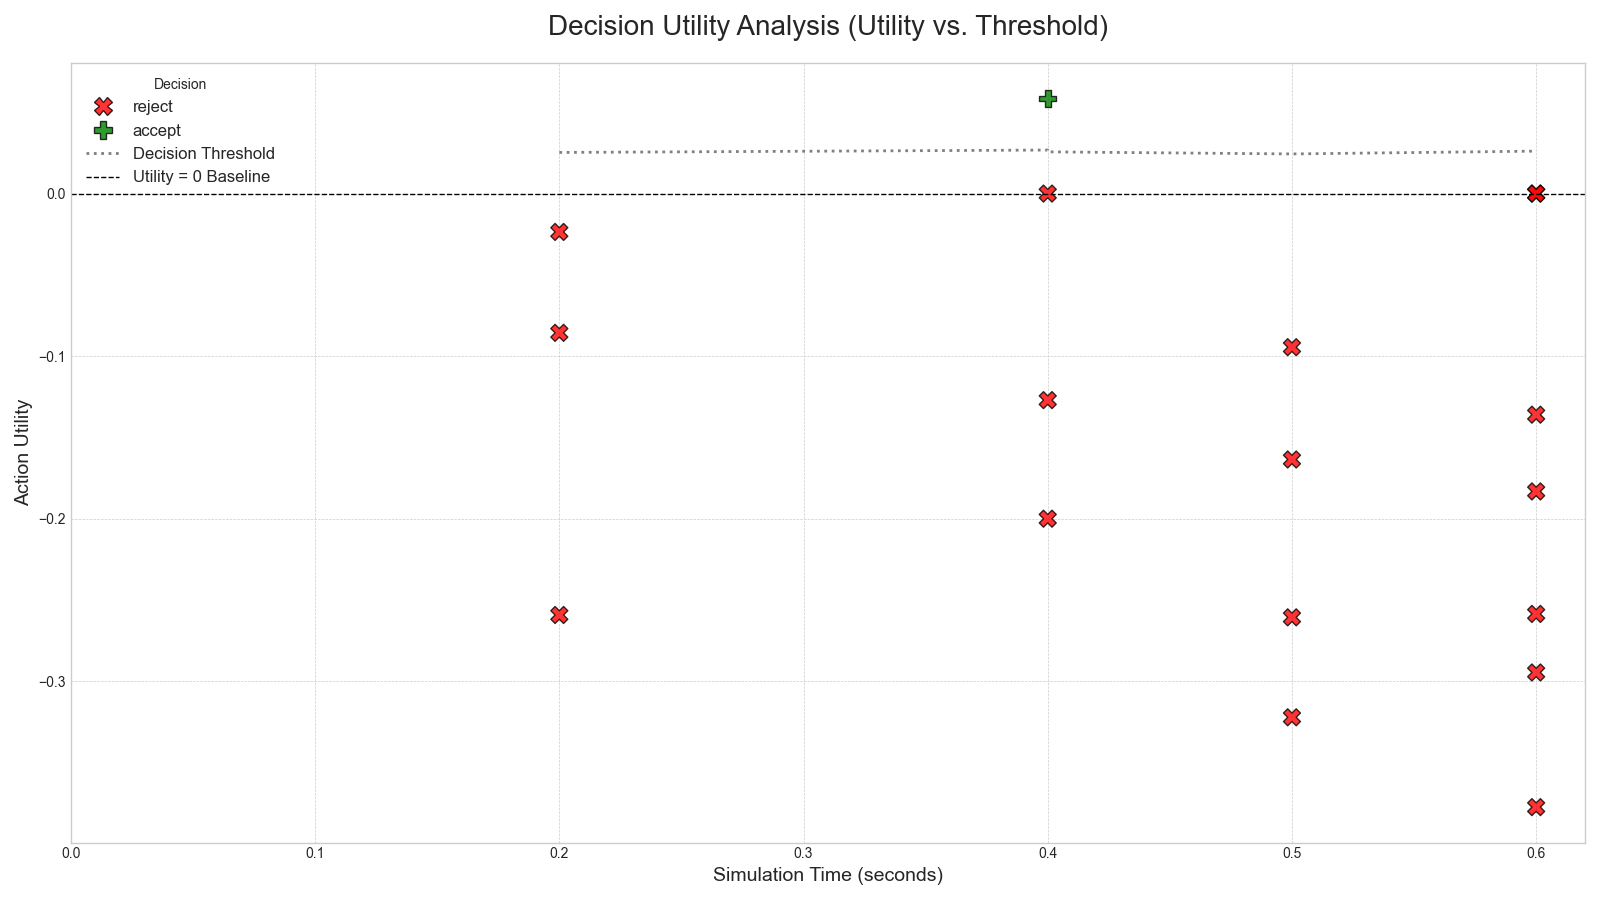 Decision Utility Analysis (Utility vs. Threshold)
Decision
reject
accept
Decision Threshold
Utility = 0 Baseline
0.0
−0.1
−0.2
−0.3
Action Utility
0.0 0.1 0.2 0.3 0.4 0.5 0.6
Simulation Time (seconds)